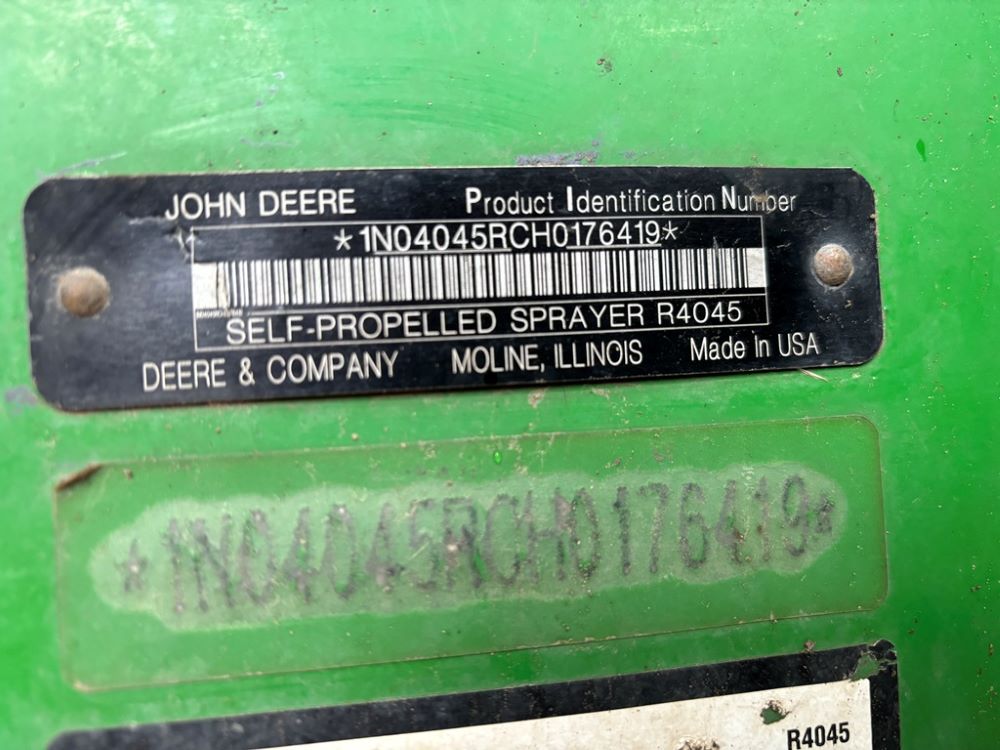 JOHN DEERE Product Identification Number
*1N04045RCH0176419*
SELF-PROPELLED SPRAYER R4045
DEERE & COMPANY MOLINE, ILLINOIS Made In USA
*1N04045RCH0176419*
R4045